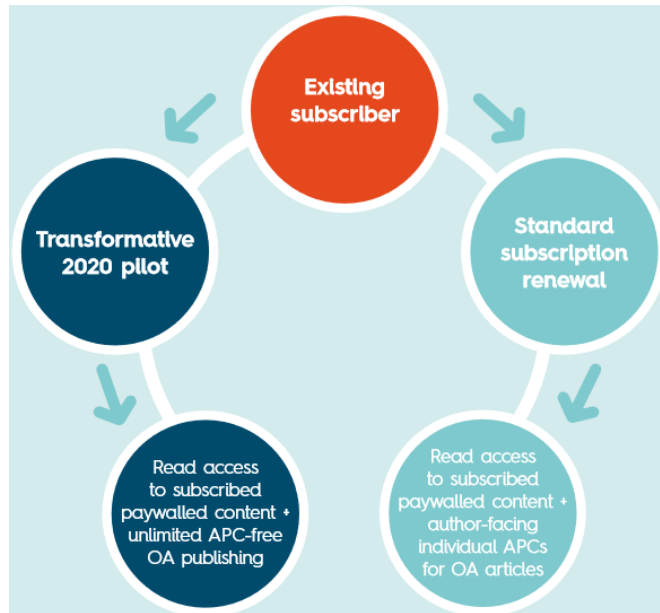 Existing
subscriber
Transformative
2020 pilot
Standard
subscription
renewal
Read access
to subscribed
paywalled content +
unlimited APC-free
OA publishing
Read access
to subscribed
paywalled content +
author-facing
individual APCs
for OA articles